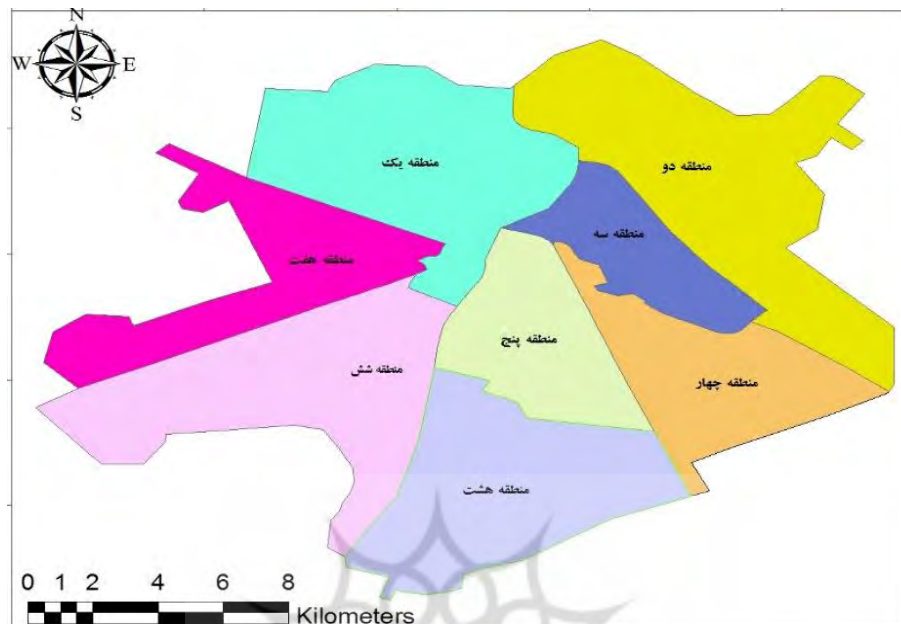 N
W E
S
منطقه یک
منطقه دو
منطقه سه
منطقه هفت
منطقه پنج
منطقه شش
منطقه چهار
منطقه هشت
0 1 2 4 6 8
Kilometers